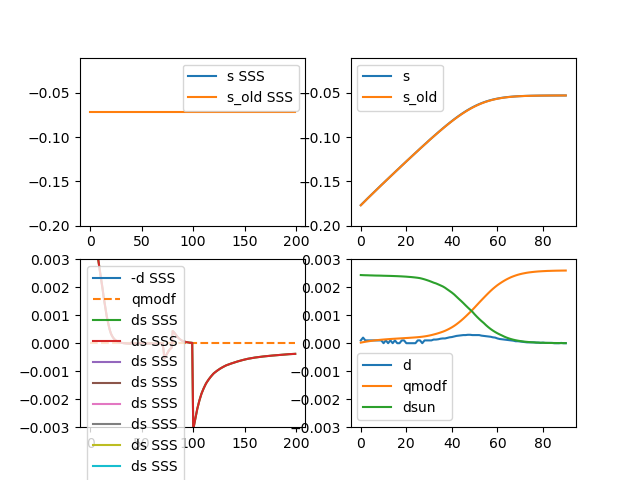 s SSS
s_old SSS
−0.05
−0.10
−0.15
−0.20
0
50
100
150
200
s
s_old
−0.05
−0.10
−0.15
−0.20
0
20
40
60
80
0.003
0.002
0.001
0.000
−0.001
−0.002
−0.003
-d SSS
qmodf
ds SSS
ds SSS
ds SSS
ds SSS
ds SSS
ds SSS
ds SSS
ds SSS
0
50
100
150
200
0.003
0.002
0.001
0.000
−0.001
−0.002
−0.003
d
qmodf
dsun
0
20
40
60
80